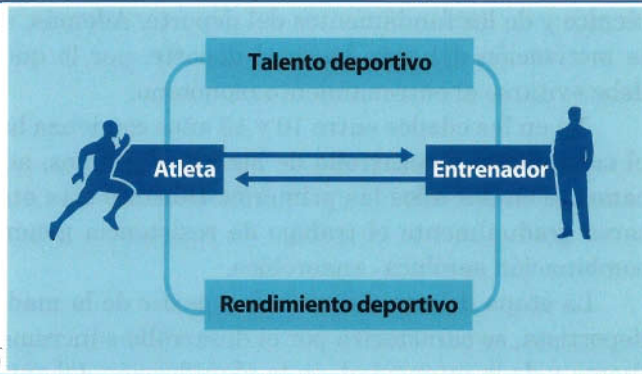 Talento deportivo
Atleta
Entrenador
Rendimiento deportivo